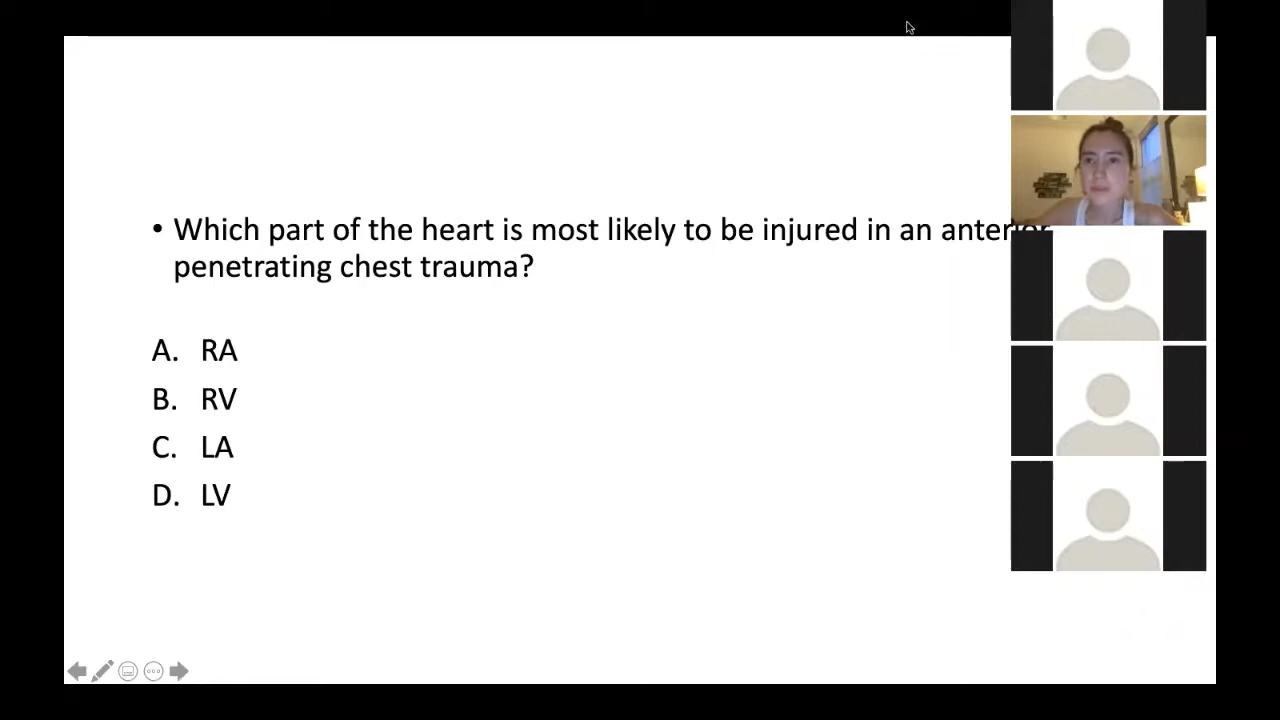 • Which part of the heart is most likely to be injured in an anterior
penetrating chest trauma?
A. RA
B. RV
C. LA
D. LV